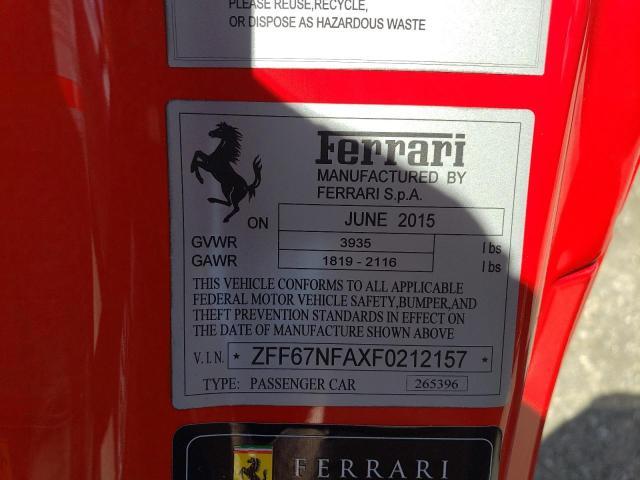 PLEASE REUSE,RECYCLE,
OR DISPOSE AS HAZARDOUS WASTE
Ferrari
MANUFACTURED BY
FERRARI S.p.A.
ON JUNE 2015
GVWR 3935 lbs
GAWR 1819 - 2116 lbs
THIS VEHICLE CONFORMS TO ALL APPLICABLE
FEDERAL MOTOR VEHICLE SAFETY,BUMPER,AND
THEFT PREVENTION STANDARDS IN EFFECT ON
THE DATE OF MANUFACTURE SHOWN ABOVE
V.I.N. * ZFF67NFAXF0212157 *
TYPE: PASSENGER CAR 265396
FERRARI